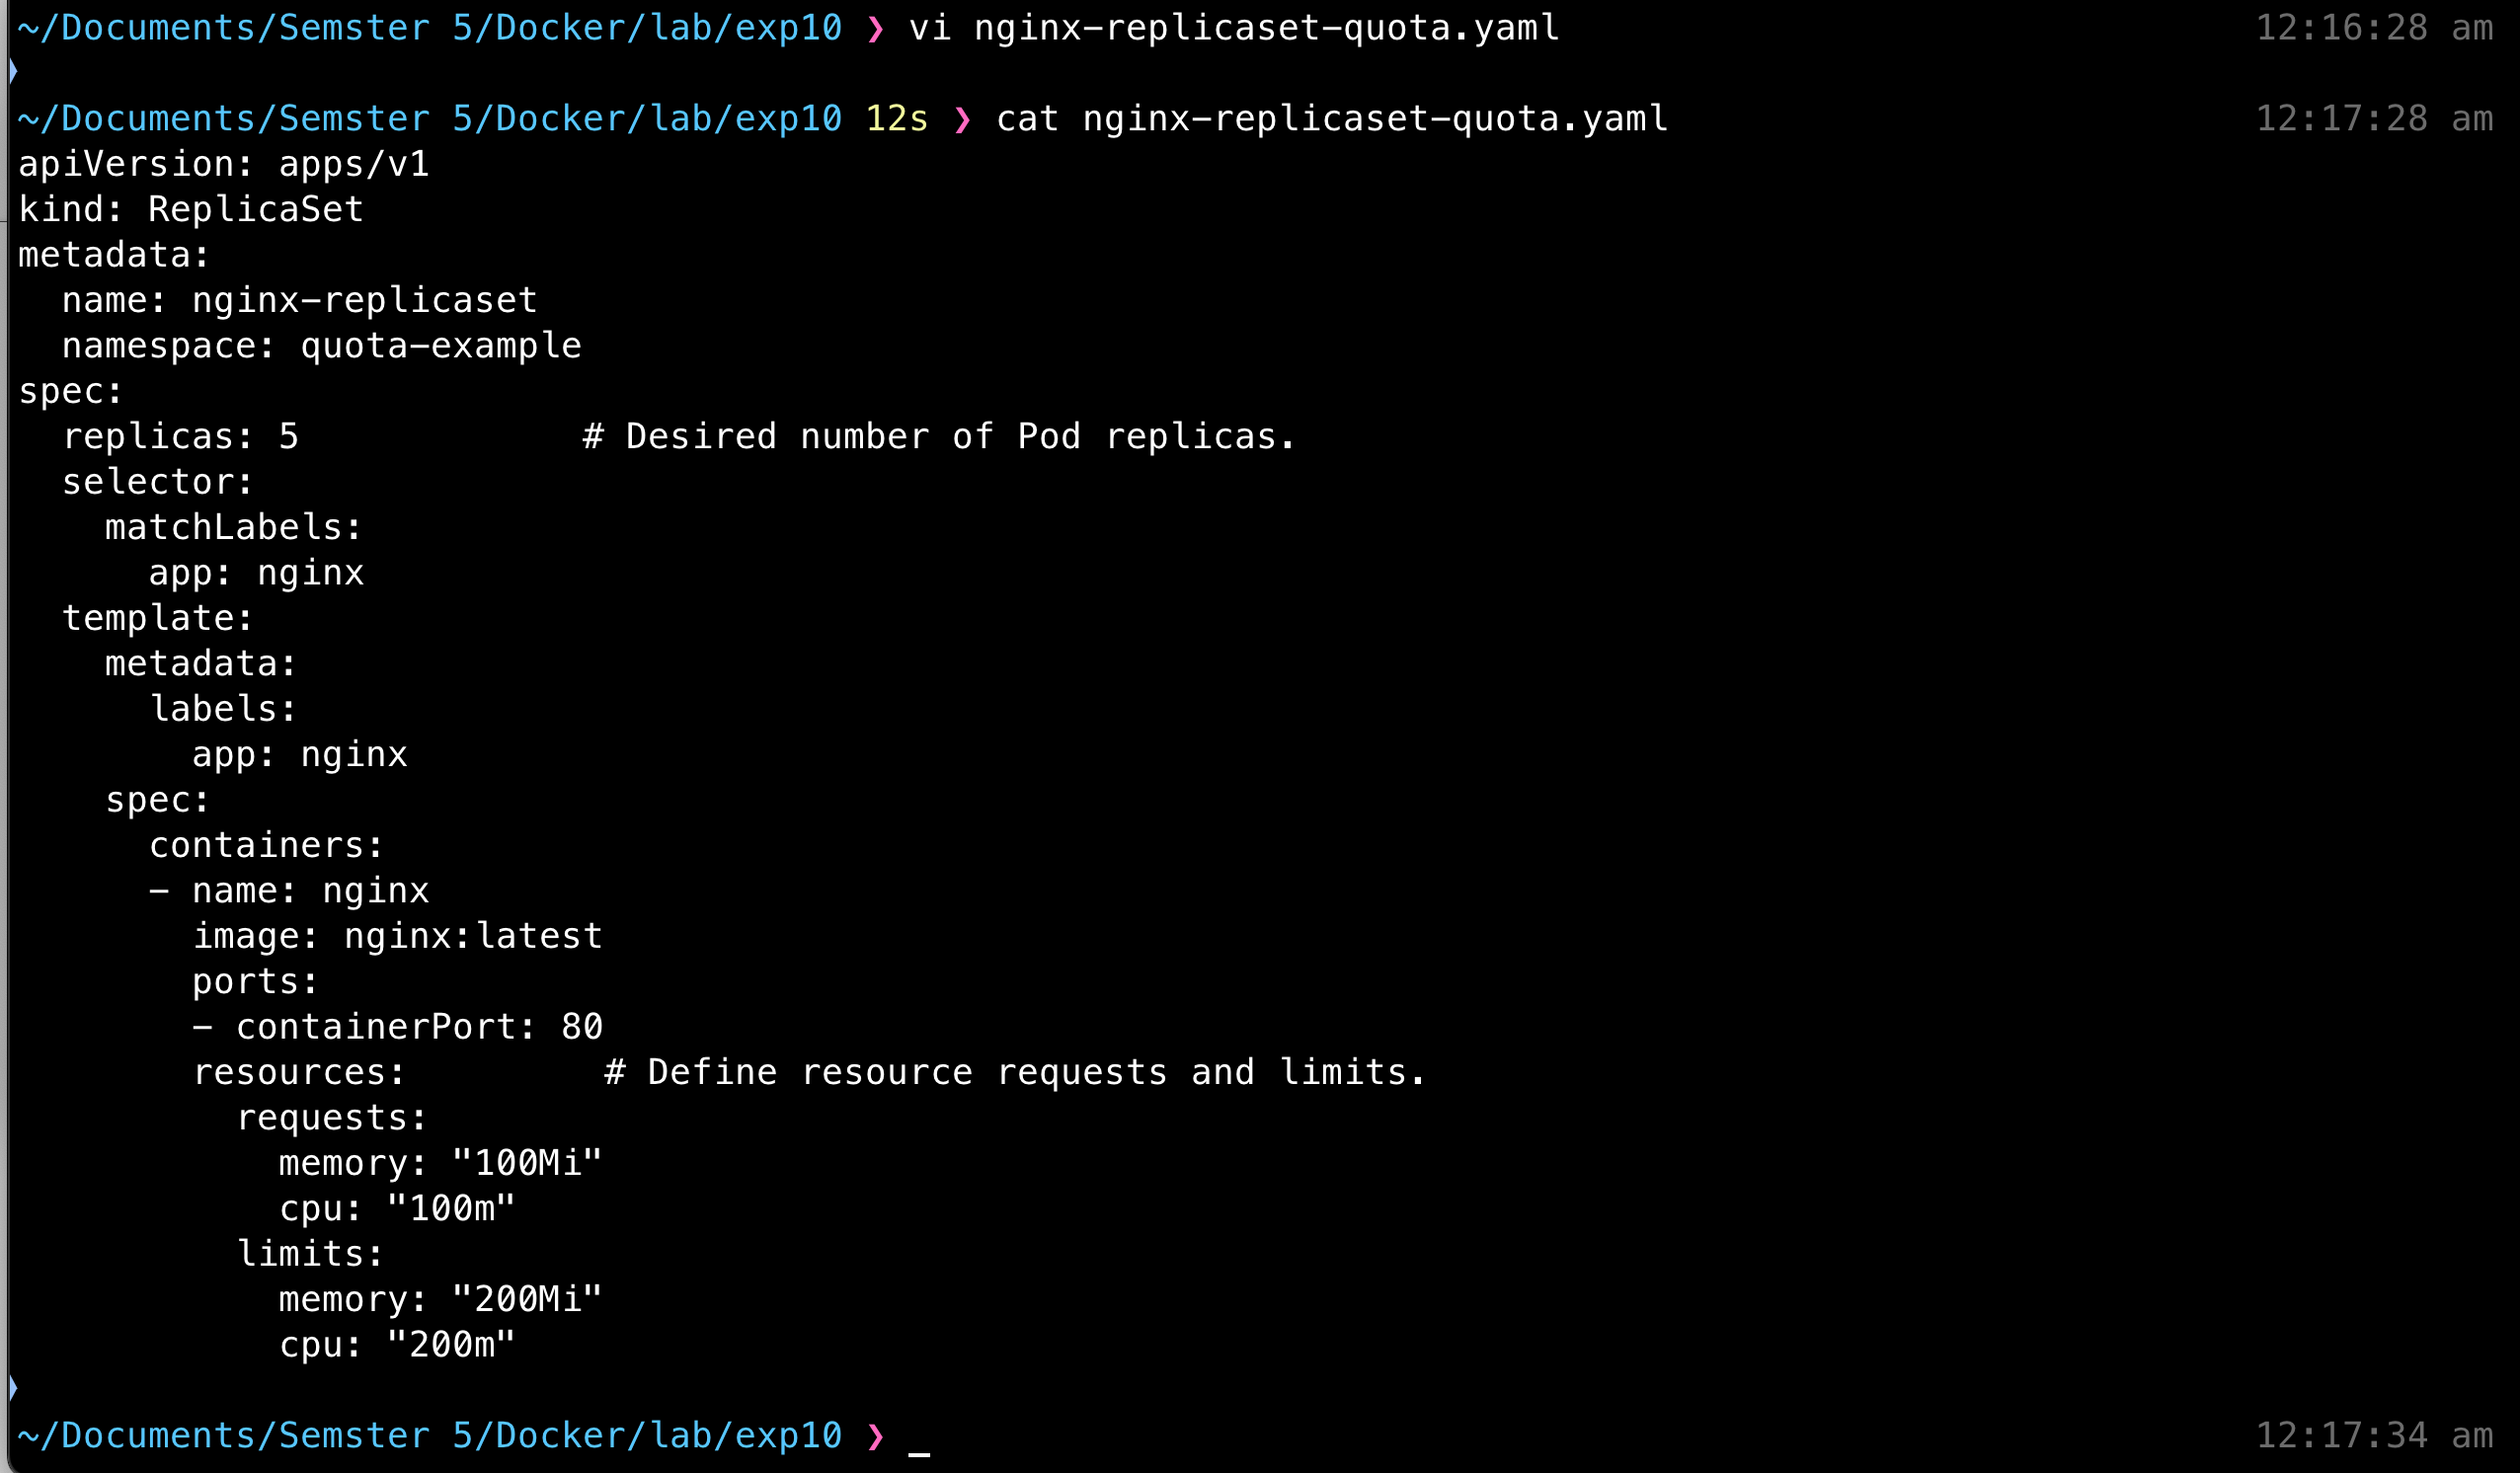 ~/Documents/Semster 5/Docker/lab/exp10 ❯ vi nginx-replicaset-quota.yaml 12:16:28 am
~/Documents/Semster 5/Docker/lab/exp10 12s ❯ cat nginx-replicaset-quota.yaml 12:17:28 am
apiVersion: apps/v1
kind: ReplicaSet
metadata:
  name: nginx-replicaset
  namespace: quota-example
spec:
  replicas: 5             # Desired number of Pod replicas.
  selector:
    matchLabels:
      app: nginx
  template:
    metadata:
      labels:
        app: nginx
    spec:
      containers:
      - name: nginx
        image: nginx:latest
        ports:
        - containerPort: 80
        resources:         # Define resource requests and limits.
          requests:
            memory: "100Mi"
            cpu: "100m"
          limits:
            memory: "200Mi"
            cpu: "200m"
~/Documents/Semster 5/Docker/lab/exp10 ❯ _ 12:17:34 am